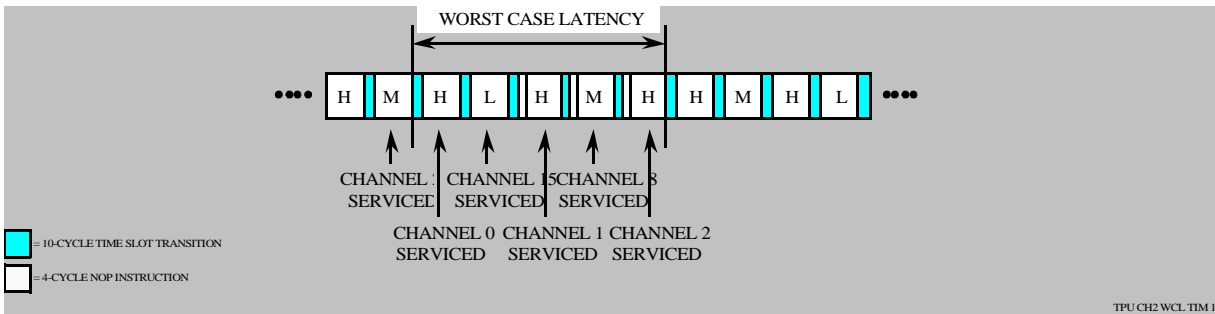 WORST CASE LATENCY
H M H L H M H H M H L
CHANNEL CHANNEL 15 CHANNEL 8
SERVICED SERVICED SERVICED
CHANNEL 0 CHANNEL 1 CHANNEL 2
SERVICED SERVICED SERVICED
= 10-CYCLE TIME SLOT TRANSITION
= 4-CYCLE NOP INSTRUCTION
TPU CH2 WCL TIM 1